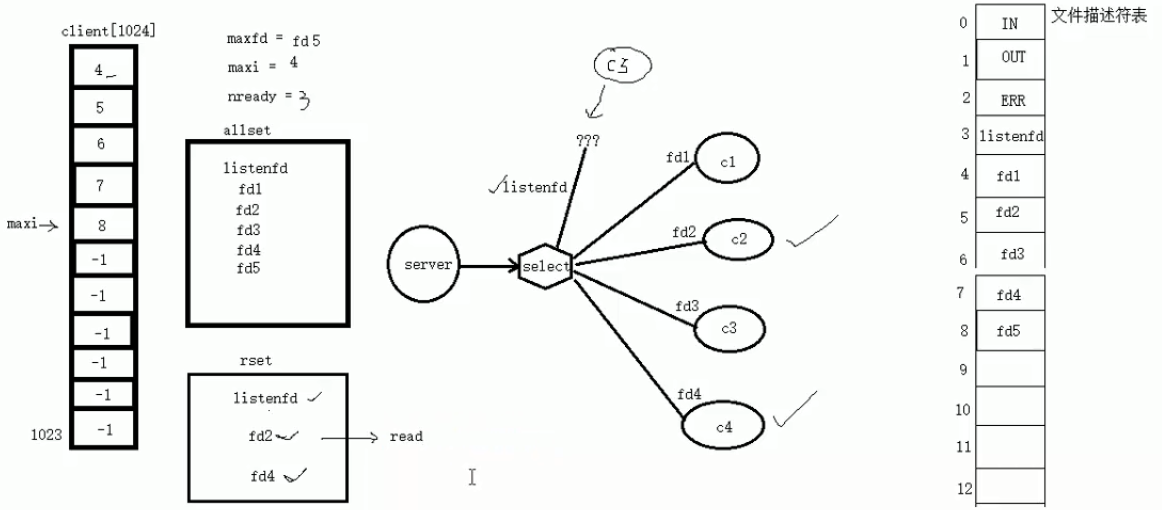 client[1024]
4
5
6
7
maxi
8
-1
-1
-1
-1
-1
1023
-1
maxfd = fd5
maxi = 4
nready = 3
allset
listenfd
fd1
fd2
fd3
fd4
fd5
rset
listenfd
fd2
read
fd4
server
select
listenfd
???
fd1
c1
fd2
c2
fd3
c3
fd4
c4
文件描述符表
0 IN
1 OUT
2 ERR
3 listenfd
4 fd1
5 fd2
6 fd3
7 fd4
8 fd5
9
10
11
12